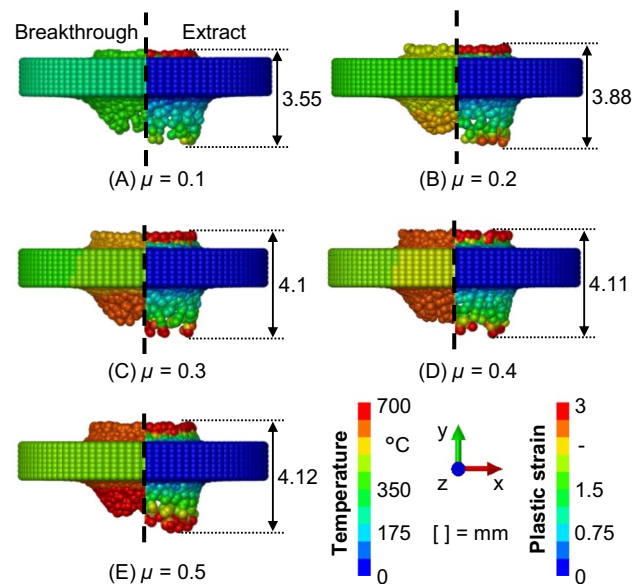 Breakthrough Extract
3.55
(A) μ = 0.1
3.88
(B) μ = 0.2
4.1
(C) μ = 0.3
4.11
(D) μ = 0.4
4.12
(E) μ = 0.5
Temperature
700
°C
350
175
0
y
z x
[ ] = mm
Plastic strain
3
-
1.5
0.75
0